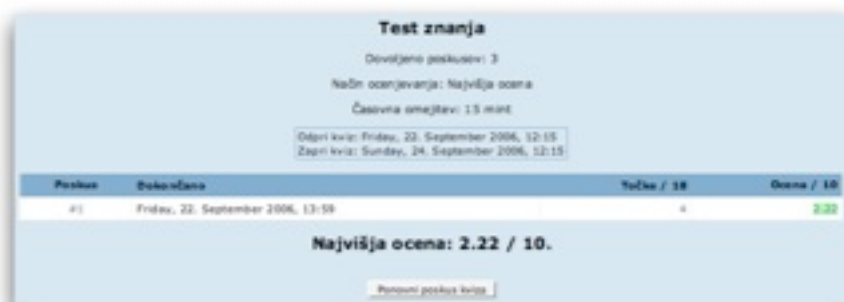 Test znanja
Dovoljeno poskusov: 3
Način ocenjevanja: Najvišja ocena
Časovna omejitev: 15 mint
Odpri kviz: Friday, 22. September 2006, 12:15
Zapri kviz: Sunday, 24. September 2006, 12:15
Poskus Dokončano Točke / 18 Ocena / 10
#1 Friday, 22. September 2006, 13:59 4 2.22
Najvišja ocena: 2.22 / 10.
Ponovni poskus kviza